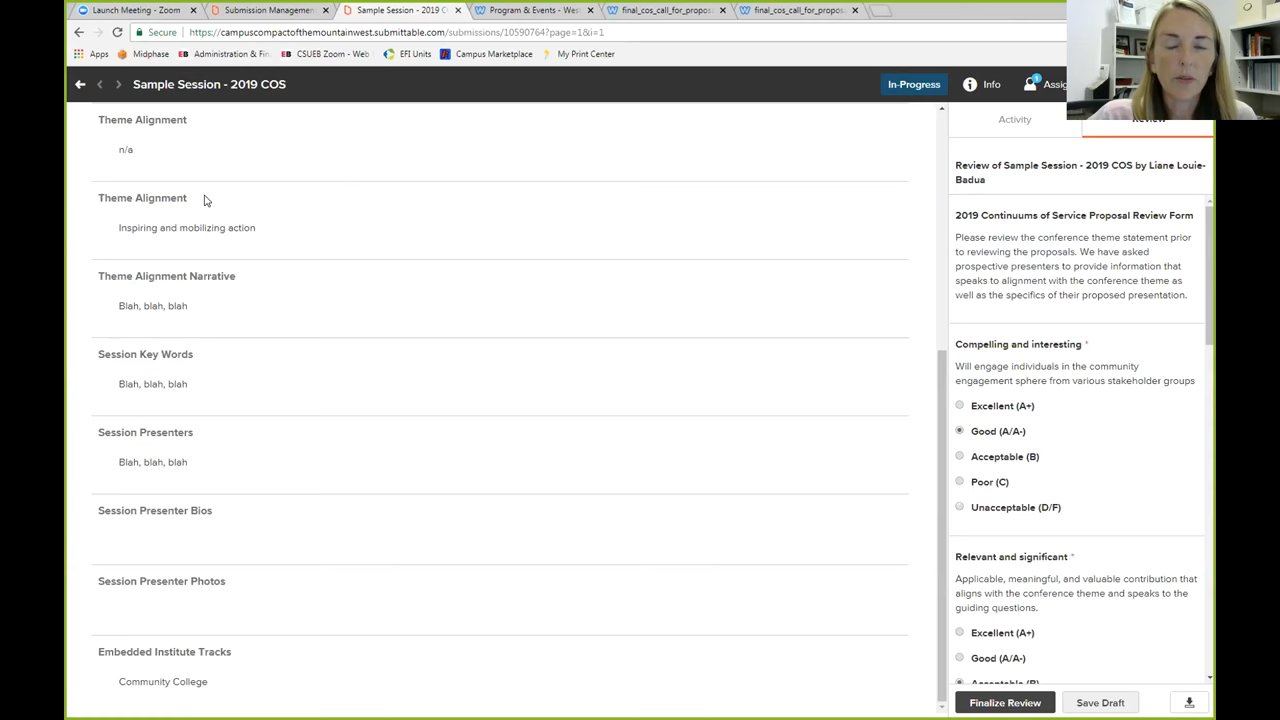 Launch Meeting - Zoom
Submission Managemen
Sample Session - 2019 C
Program & Events - Wes
final_cos_call_for_propos
final_cos_call_for_propos
Secure https://campuscompactofthemountainwest.submittable.com/submissions/10590764?page=1&i=1
Apps Midphase EB Administration & Fin EB CSUEB Zoom - Web EFI Units Campus Marketplace My Print Center
Sample Session - 2019 COS
In-Progress
Info
1
Assig
Theme Alignment
n/a
Theme Alignment
Inspiring and mobilizing action
Theme Alignment Narrative
Blah, blah, blah
Session Key Words
Blah, blah, blah
Session Presenters
Blah, blah, blah
Session Presenter Bios
Session Presenter Photos
Embedded Institute Tracks
Community College
Activity
Review
Review of Sample Session - 2019 COS by Liane Louie-
Badua
2019 Continuums of Service Proposal Review Form
Please review the conference theme statement prior
to reviewing the proposals. We have asked
prospective presenters to provide information that
speaks to alignment with the conference theme as
well as the specifics of their proposed presentation.
Compelling and interesting *
Will engage individuals in the community
engagement sphere from various stakeholder groups
Excellent (A+)
Good (A/A-)
Acceptable (B)
Poor (C)
Unacceptable (D/F)
Relevant and significant *
Applicable, meaningful, and valuable contribution that
aligns with the conference theme and speaks to the
guiding questions.
Excellent (A+)
Good (A/A-)
Acceptable (B)
Finalize Review
Save Draft